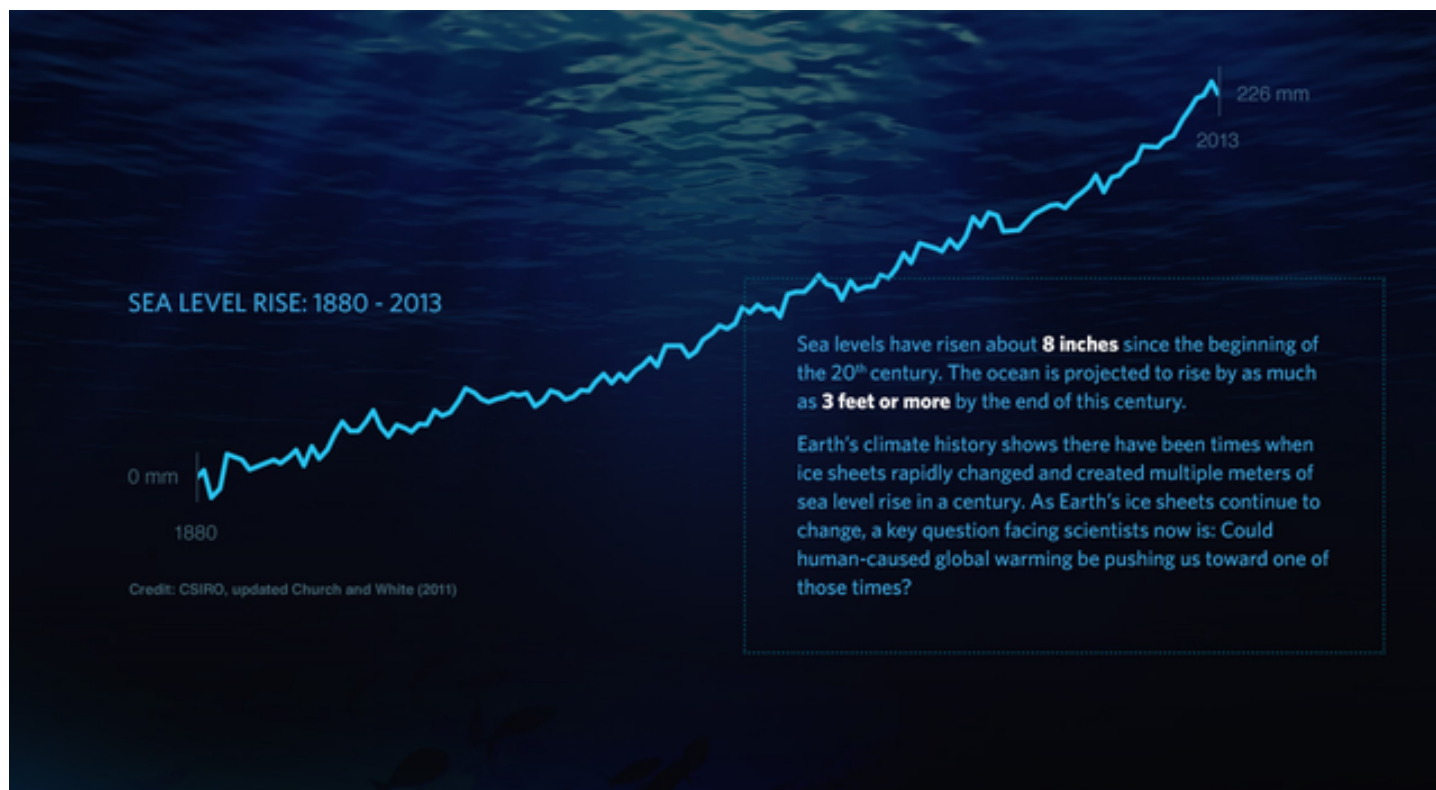 226 mm
2013
SEA LEVEL RISE: 1880 - 2013
Sea levels have risen about 8 inches since the beginning of
the 20th century. The ocean is projected to rise by as much
as 3 feet or more by the end of this century.
Earth's climate history shows there have been times when
ice sheets rapidly changed and created multiple meters of
sea level rise in a century. As Earth's ice sheets continue to
change, a key question facing scientists now is: Could
human-caused global warming be pushing us toward one of
those times?
0 mm
1880
Credit: CSIRO, updated Church and White (2011)